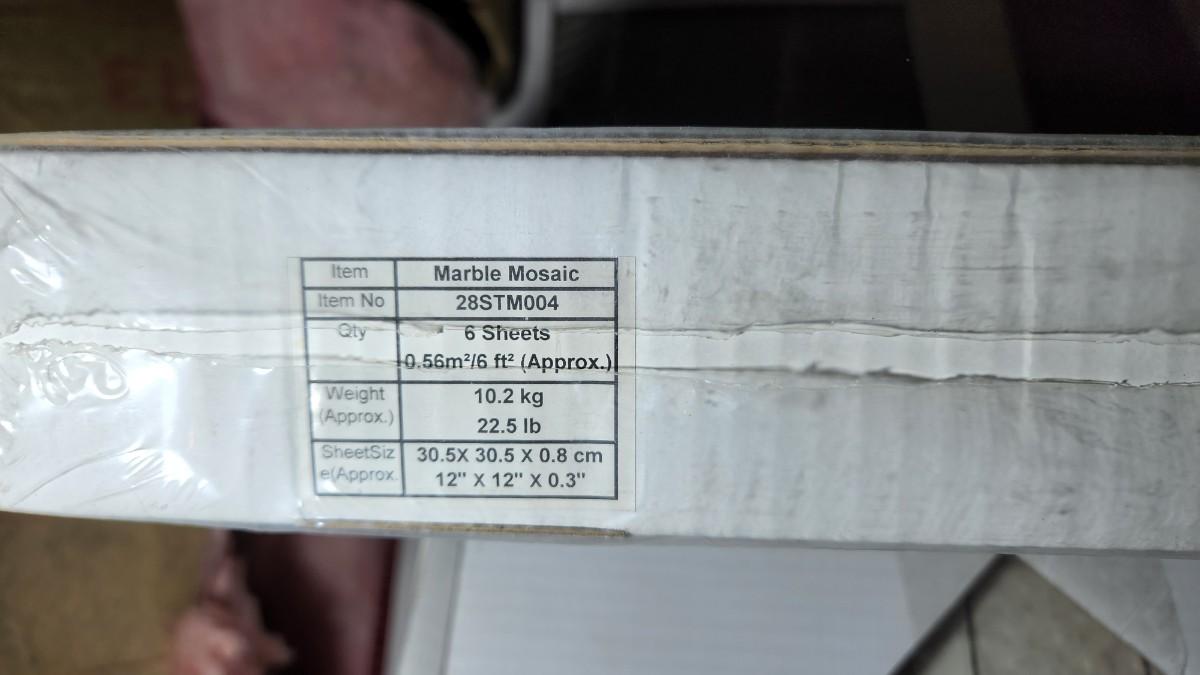 Item Marble Mosaic
Item No 28STM004
Qty 6 Sheets
0.56m²/6 ft² (Approx.)
Weight 10.2 kg
(Approx.) 22.5 lb
SheetSiz 30.5X 30.5 X 0.8 cm
e(Approx. 12" X 12" X 0.3"